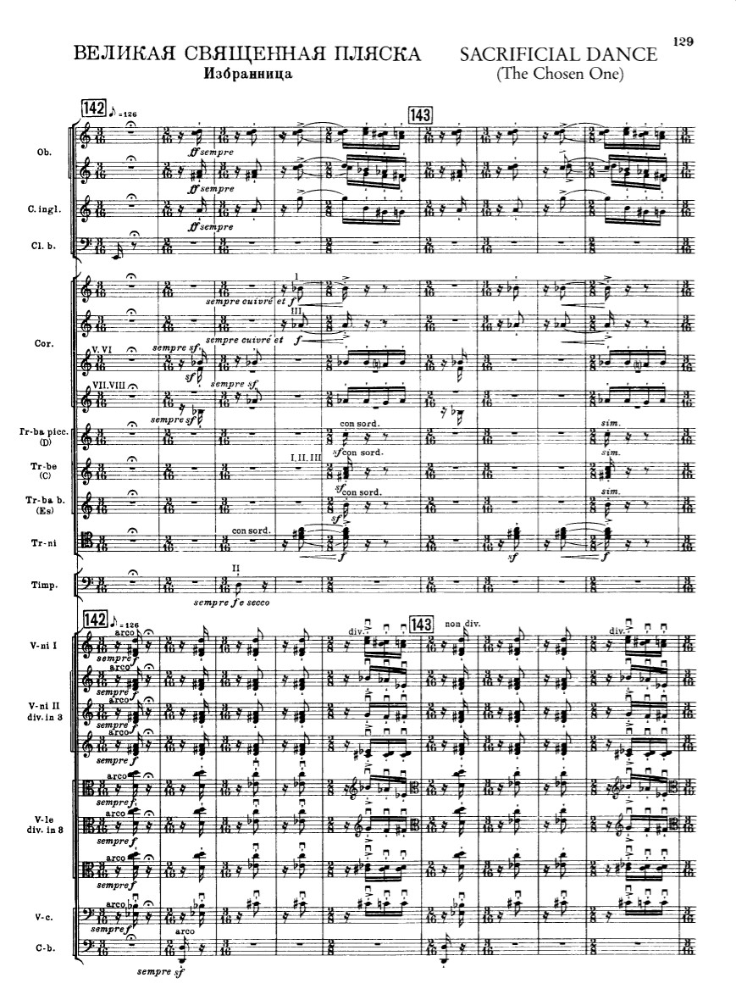 129
ВЕЛИКАЯ СВЯЩЕННАЯ ПЛЯСКА SACRIFICIAL DANCE
Избранница (The Chosen One)
142 ♪=126 143
Ob.
ff sempre
ff sempre
C. ingl.
ff sempre
Cl. b.
I
sempre cuivré et f
III
sempre cuivré et f
Cor.
V. VI sempre sf
sf
VII. VIII sempre sf
sempre sf
Tr-ba picc. (D) con sord. sim.
sf
Tr-be (C) I, II, III con sord. sim.
sf
Tr-ba b. (Es) con sord. sim.
sf
Tr-ni con sord.
f sf f
Timp. II
sempre f e secco
142 ♪=126 143
V-ni I arco div. non div. div.
sempre f
arco
sempre f
V-ni II div. in 3 arco
sempre f
arco
sempre f
arco
sempre f
V-le div. in 3 arco
sempre f
arco
sempre f
V-c. arco
sempre f
C-b. arco
sempre sf